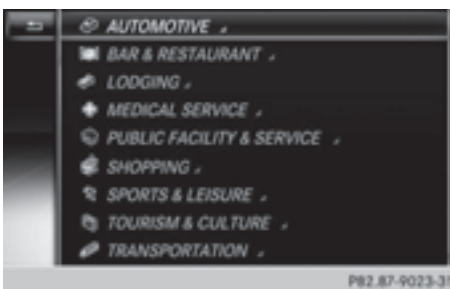 AUTOMOTIVE
BAR & RESTAURANT
LODGING
MEDICAL SERVICE
PUBLIC FACILITY & SERVICE
SHOPPING
SPORTS & LEISURE
TOURISM & CULTURE
TRANSPORTATION
P82.87-9023-31